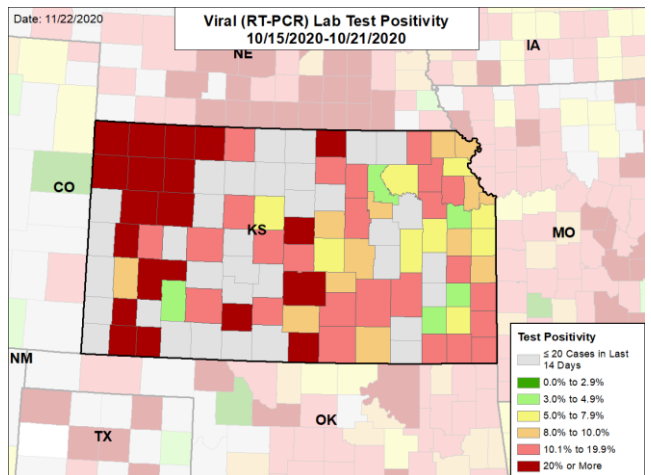 Date: 11/22/2020
Viral (RT-PCR) Lab Test Positivity
10/15/2020-10/21/2020
NE
IA
CO
KS
MO
NM
OK
TX
Test Positivity
≤ 20 Cases in Last
14 Days
0.0% to 2.9%
3.0% to 4.9%
5.0% to 7.9%
8.0% to 10.0%
10.1% to 19.9%
20% or More